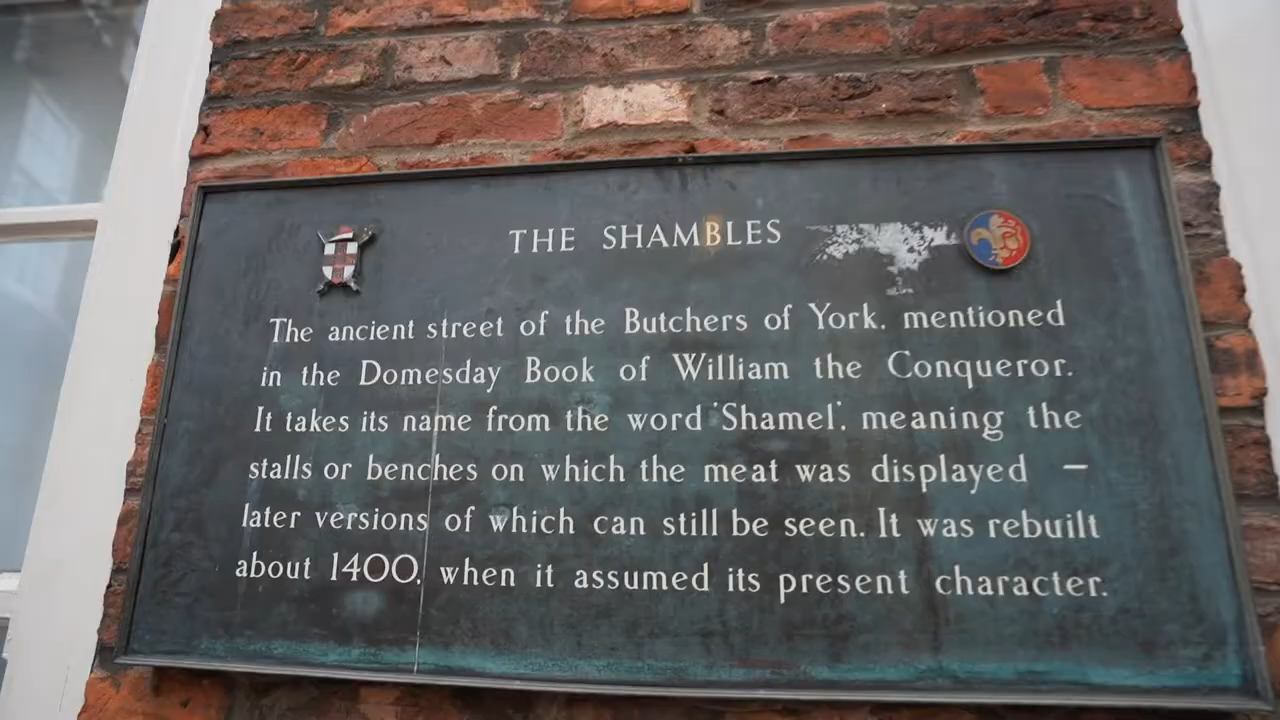 THE SHAMBLES
The ancient street of the Butchers of York, mentioned
in the Domesday Book of William the Conqueror.
It takes its name from the word 'Shamel', meaning the
stalls or benches on which the meat was displayed –
later versions of which can still be seen. It was rebuilt
about 1400, when it assumed its present character.